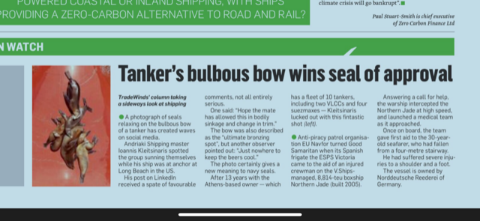 POWERED COASTAL OR INLAND SHIPPING, WITH SHIPS
PROVIDING A ZERO-CARBON ALTERNATIVE TO ROAD AND RAIL?
climate crisis will go bankrupt".
Paul Stuart-Smith is chief executive
of Zero Carbon Finance Ltd
N WATCH
Tanker's bulbous bow wins seal of approval
TradeWinds' column taking
a sideways look at shipping
A photograph of seals
relaxing on the bulbous bow
of a tanker has created waves
on social media.
Andriaki Shipping master
Ioannis Kleitsinaris spotted
the group sunning themselves
while his ship was at anchor at
Long Beach in the US.
His post on LinkedIn
received a spate of favourable
comments, not all entirely
serious.
One said: "Hope the mate
has allowed this in bodily
sinkage and change in trim."
The bow was also described
as the "ultimate bronzing
spot", but another observer
pointed out: "Just nowhere to
keep the beers cool."
The photo certainly gives a
new meaning to navy seals.
After 13 years with the
Athens-based owner — which
has a fleet of 10 tankers,
including two VLCCs and four
suezmaxes — Kleitsinaris
lucked out with this fintastic
shot (left).
Anti-piracy patrol organisa-
tion EU Navfor turned Good
Samaritan when its Spanish
frigate the ESPS Victoria
came to the aid of an injured
crewman on the V Ships-
managed, 8,814-teu boxship
Northern Jade (built 2005).
Answering a call for help,
the warship intercepted the
Northern Jade at high speed,
and launched a medical team
as it approached.
Once on board, the team
gave first aid to the 30-year-
old seafarer, who had fallen
from a four-metre stairway.
He had suffered severe inju-
ries to a shoulder and a foot.
The vessel is owned by
Norddeutsche Reederei of
Germany.